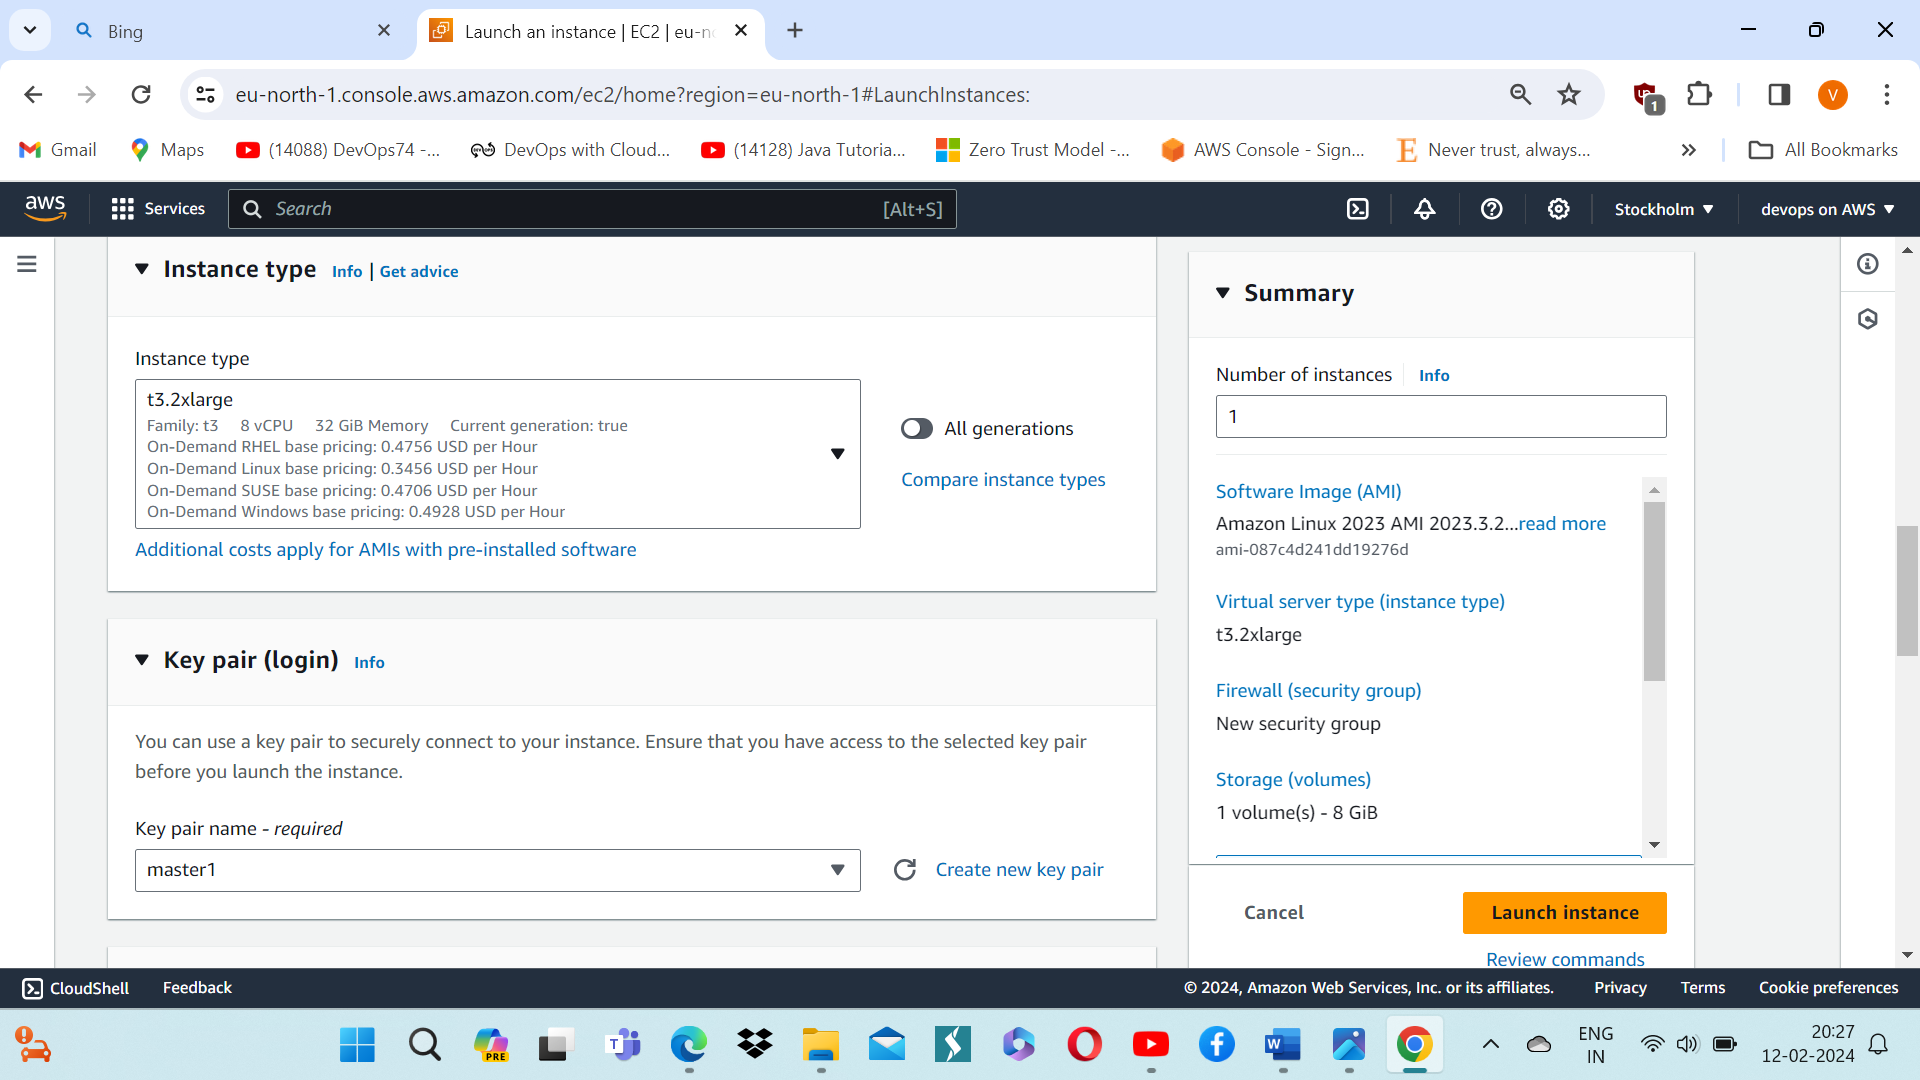 Bing
Launch an instance | EC2 | eu-n
eu-north-1.console.aws.amazon.com/ec2/home?region=eu-north-1#LaunchInstances:
1
V
Gmail
Maps
(14088) DevOps74 -...
DevOps with Cloud...
(14128) Java Tutoria...
Zero Trust Model -...
AWS Console - Sign...
Never trust, always...
All Bookmarks
aws
Services
Search
[Alt+S]
Stockholm
devops on AWS
Instance type Info | Get advice
Instance type
t3.2xlarge
Family: t3 8 vCPU 32 GiB Memory Current generation: true
On-Demand RHEL base pricing: 0.4756 USD per Hour
On-Demand Linux base pricing: 0.3456 USD per Hour
On-Demand SUSE base pricing: 0.4706 USD per Hour
On-Demand Windows base pricing: 0.4928 USD per Hour
All generations
Compare instance types
Additional costs apply for AMIs with pre-installed software
Key pair (login) Info
You can use a key pair to securely connect to your instance. Ensure that you have access to the selected key pair
before you launch the instance.
Key pair name - required
master1
Create new key pair
Summary
Number of instances Info
1
Software Image (AMI)
Amazon Linux 2023 AMI 2023.3.2...read more
ami-087c4d241dd19276d
Virtual server type (instance type)
t3.2xlarge
Firewall (security group)
New security group
Storage (volumes)
1 volume(s) - 8 GiB
Cancel
Launch instance
Review commands
CloudShell
Feedback
© 2024, Amazon Web Services, Inc. or its affiliates.
Privacy
Terms
Cookie preferences
PRE
ENG
IN
20:27
12-02-2024